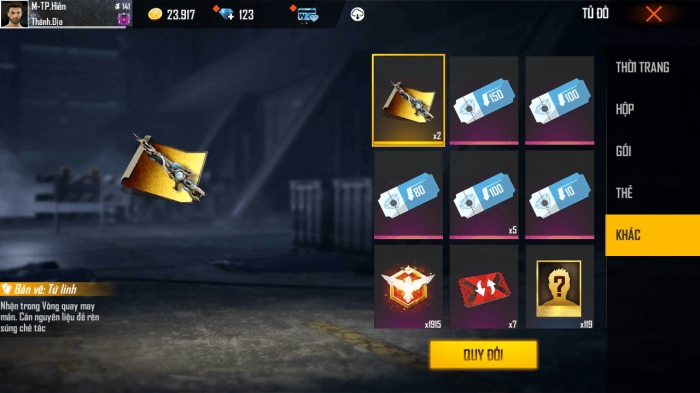 M-TP.Hiên
# 141
Thánh.Địa
23.917
123
TỦ ĐỒ
THỜI TRANG
HỘP
GÓI
THẺ
KHÁC
x2
150
100
80
100
x5
10
x1915
x7
?
x119
Bản vẽ: Tứ linh
Nhận trong Vòng quay may
mắn. Cần nguyên liệu để rèn
súng chế tác
QUY ĐỔI